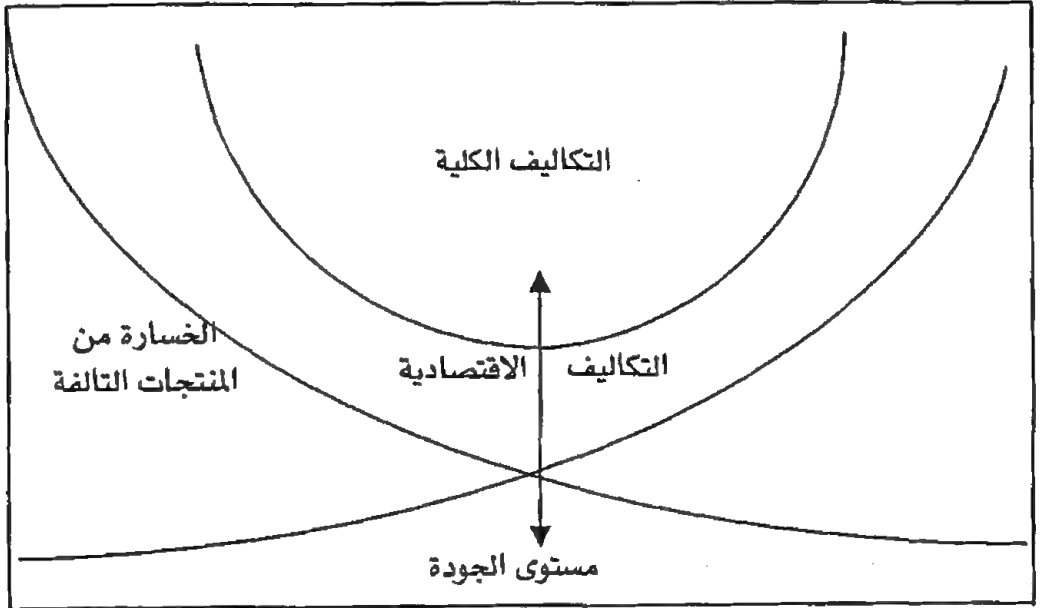 التكاليف الكلية
الخسارة من
المنتجات التالفة
التكاليف الاقتصادية
مستوى الجودة